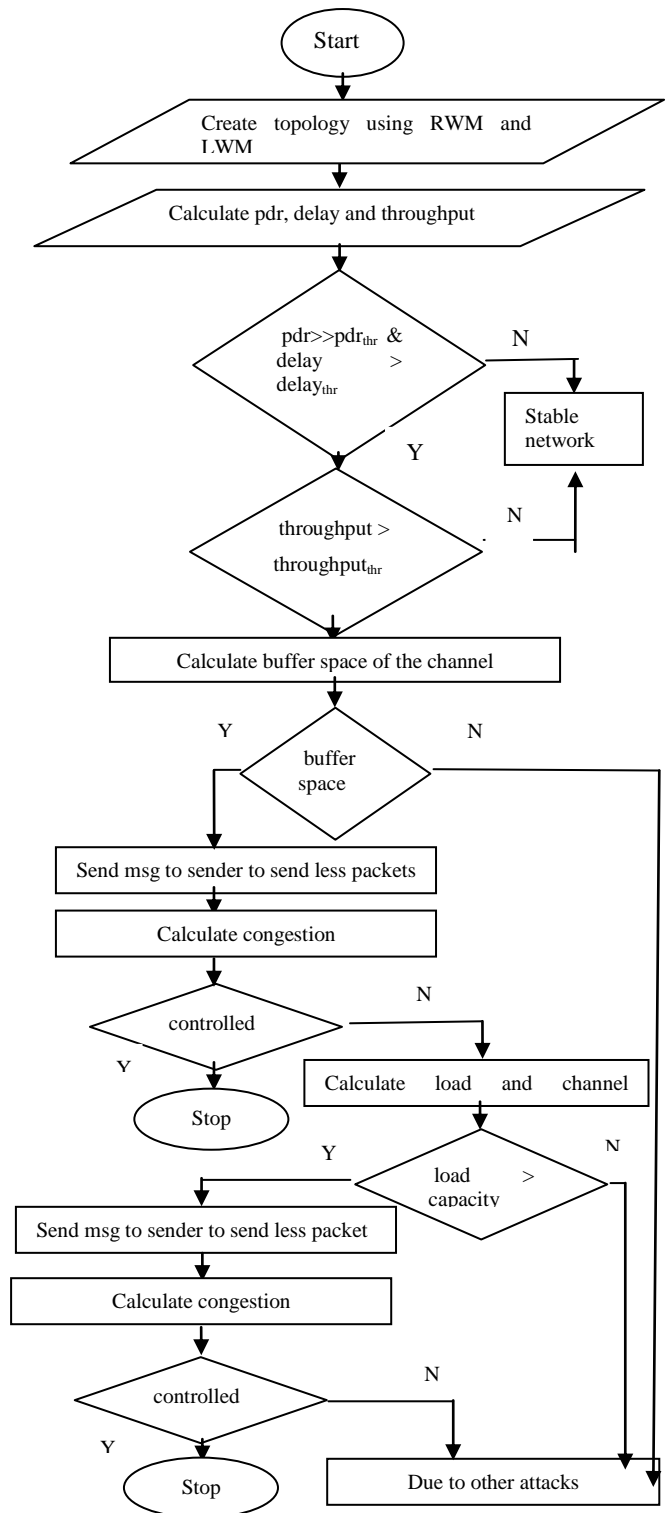 Start
Create topology using RWM and
LWM
Calculate pdr, delay and throughput
pdr>>pdrthr &
delay >
delaythr
N
Stable
network
Y
throughput >
throughputthr
N
Calculate buffer space of the channel
Y
N
buffer
space
Send msg to sender to send less packets
Calculate congestion
controlled
N
Y
Stop
Calculate load and channel
Y
N
load >
capacity
Send msg to sender to send less packet
Calculate congestion
controlled
N
Y
Stop
Due to other attacks